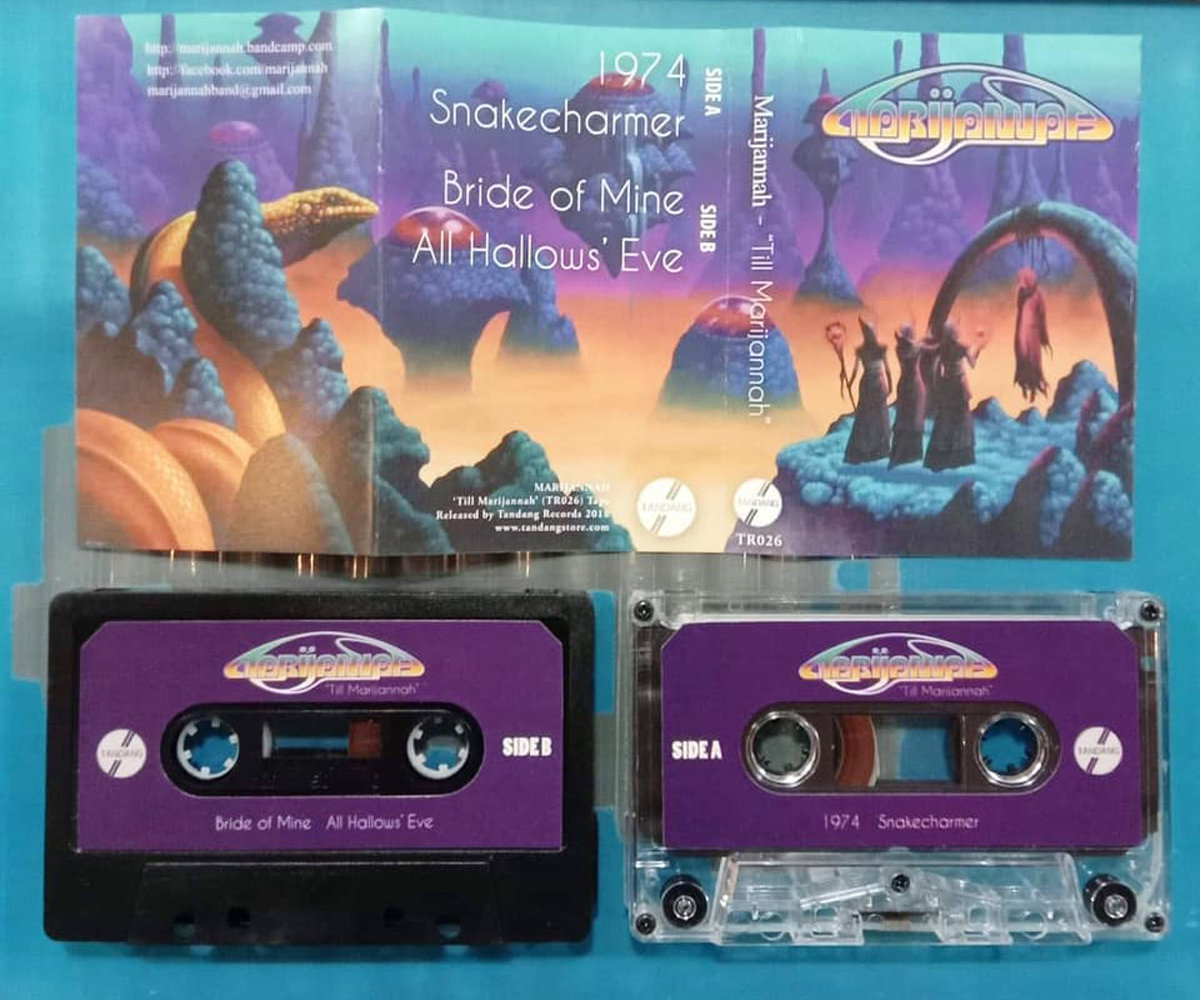 http://marijannah.bandcamp.com
http://facebook.com/marijannah
marijannahband@gmail.com
1974
Snakecharmer
SIDE A
Bride of Mine
All Hallows' Eve
SIDE B
MARIJANNAH
'Till Marijannah' (TR026) Tape
Released by Tandang Records
www.tandangstore.com
TANDANG
Marijannah - "Till Marijannah"
TANDANG
TR026
MARIJANNAH
MARIJANNAH
"Till Marijannah"
TANDANG
SIDE B
Bride of Mine All Hallows' Eve
MARIJANNAH
"Till Marijannah"
SIDE A
TANDANG
1974 Snakecharmer